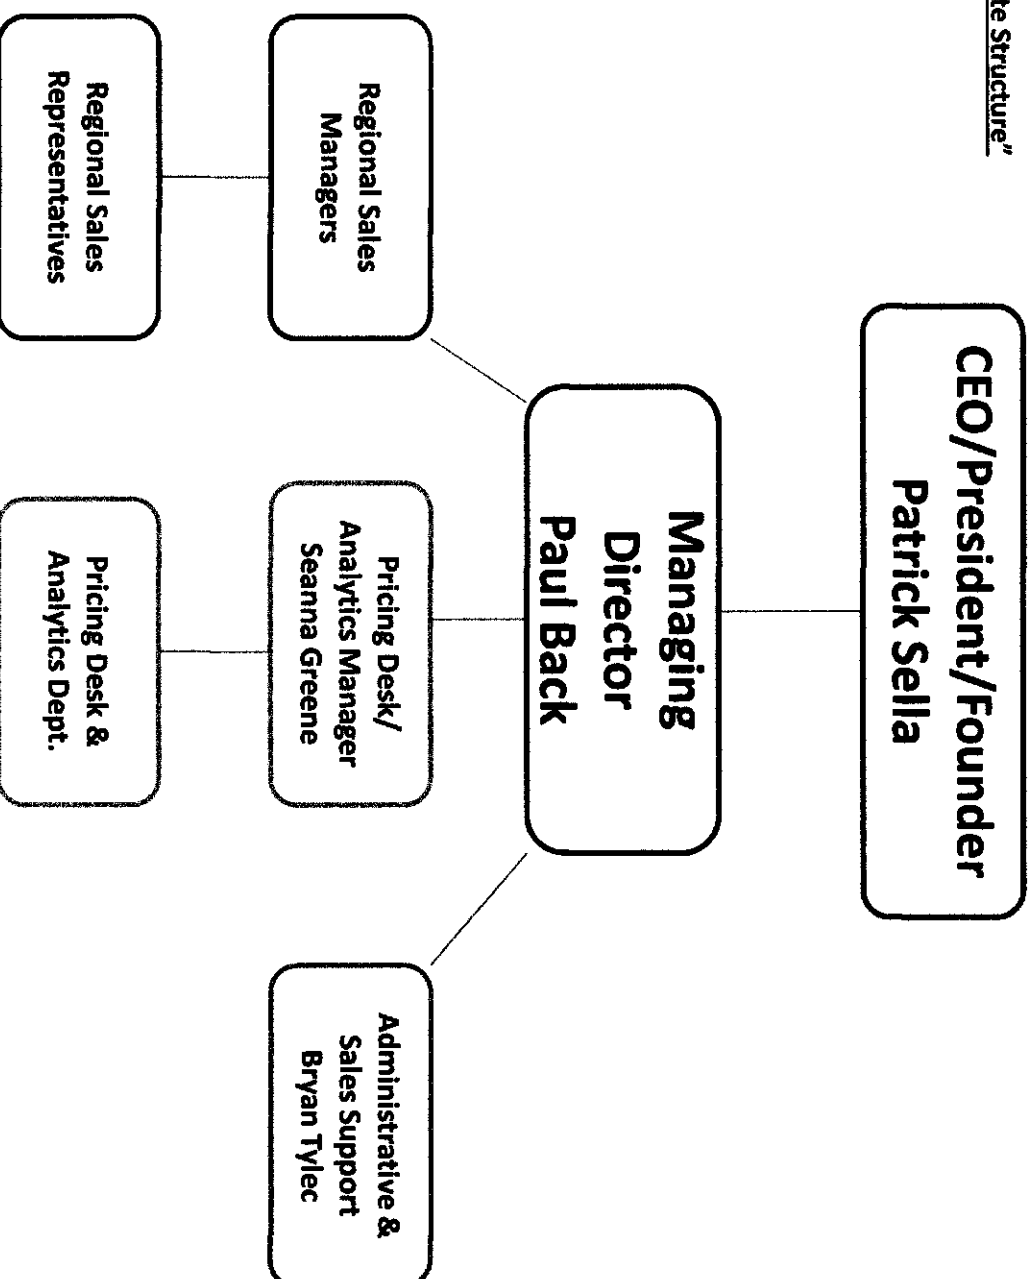 te Structure"
CEO/President/Founder
Patrick Sella
Managing
Director
Paul Back
Regional Sales
Managers
Pricing Desk/
Analytics Manager
Seanna Greene
Administrative &
Sales Support
Bryan Tylec
Regional Sales
Representatives
Pricing Desk &
Analytics Dept.